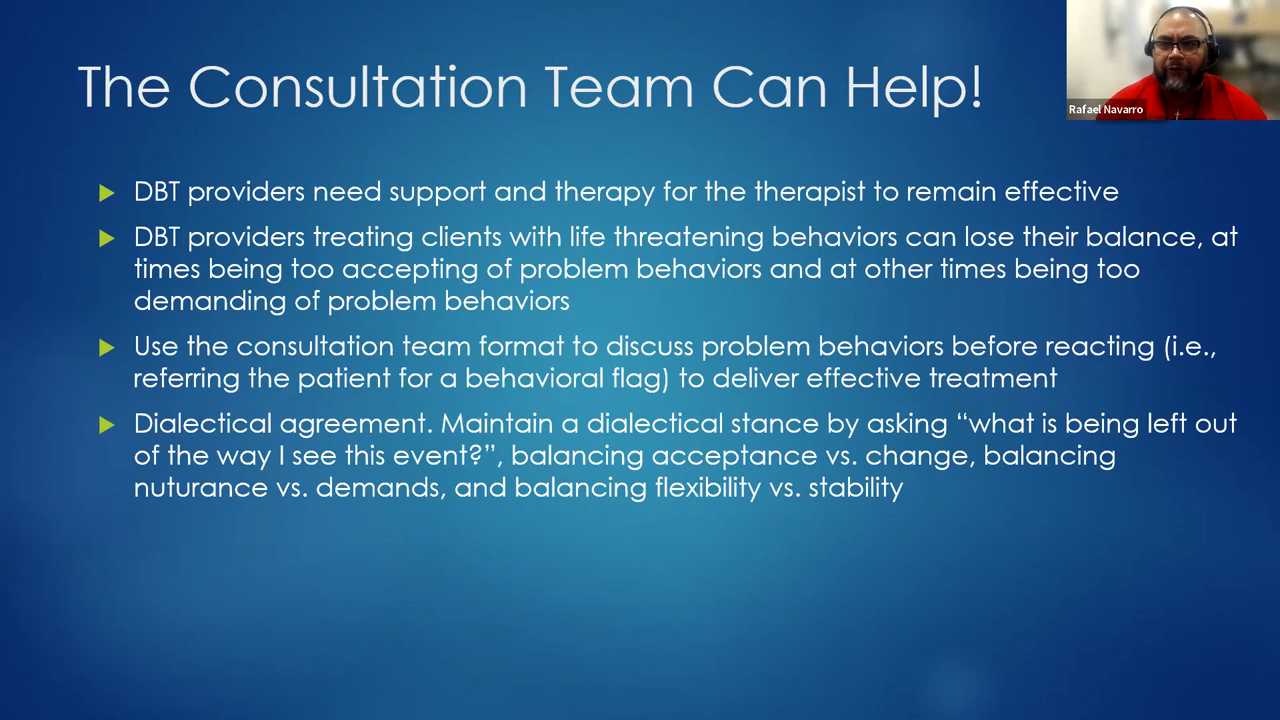 The Consultation Team Can Help!
Rafael Navarro
DBT providers need support and therapy for the therapist to remain effective
DBT providers treating clients with life threatening behaviors can lose their balance, at
times being too accepting of problem behaviors and at other times being too
demanding of problem behaviors
Use the consultation team format to discuss problem behaviors before reacting (i.e.,
referring the patient for a behavioral flag) to deliver effective treatment
Dialectical agreement. Maintain a dialectical stance by asking “what is being left out
of the way I see this event?”, balancing acceptance vs. change, balancing
nuturance vs. demands, and balancing flexibility vs. stability